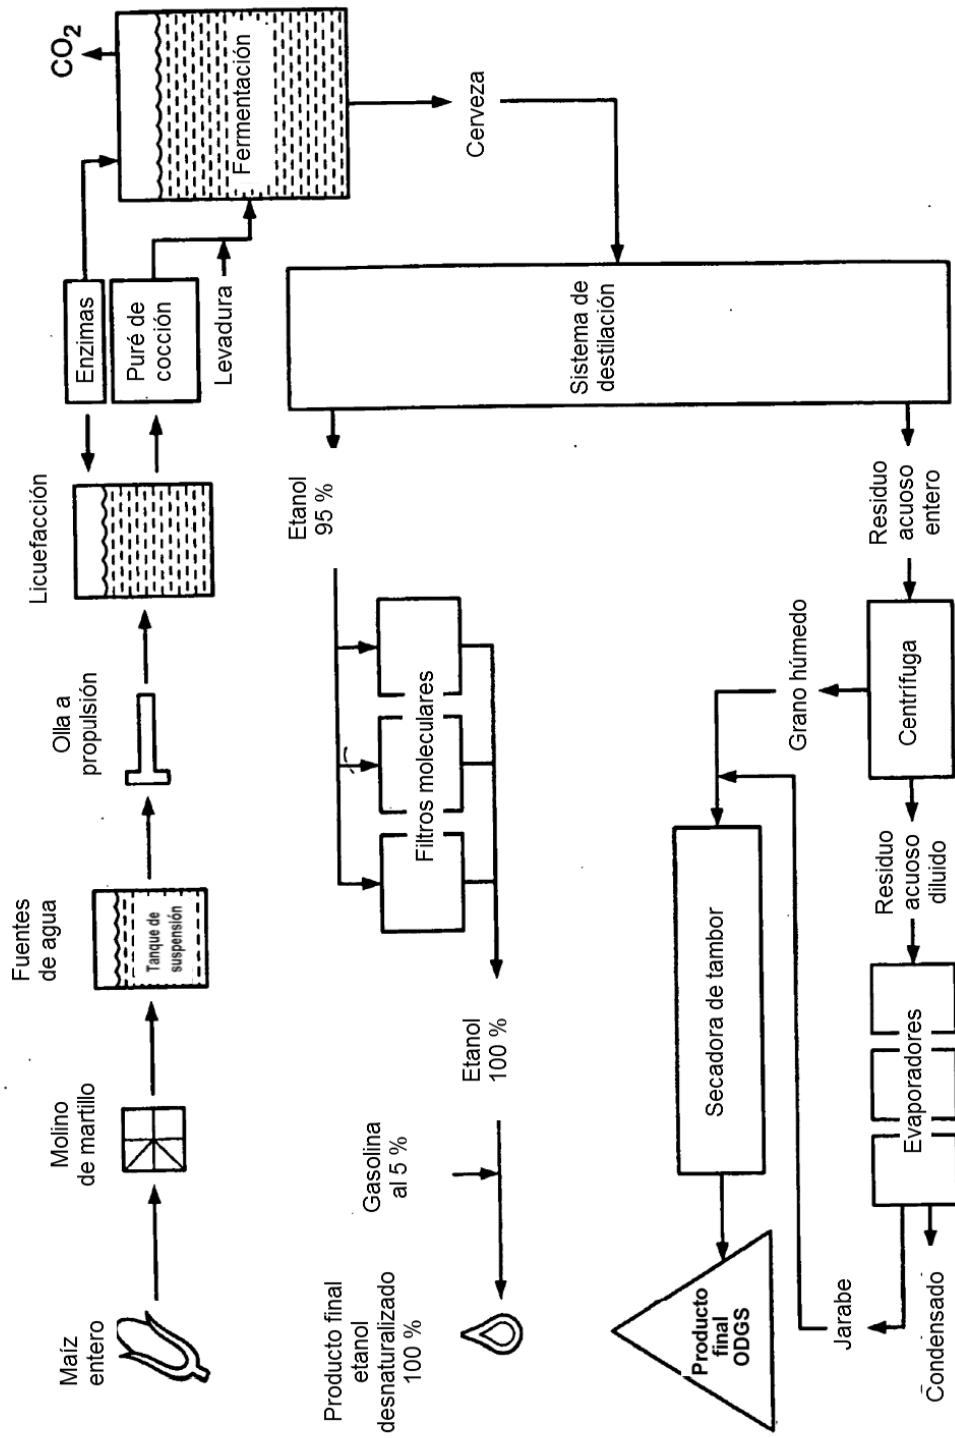 Maíz
entero
Molino
de martillo
Fuentes
de agua
Tanque de
suspensión
Olla a
propulsión
Licuefacción
Enzimas
Puré de
cocción
Levadura
CO2
Fermentación
Cerveza
Sistema de
destilación
Etanol
95 %
Filtros moleculares
Etanol
100 %
Gasolina
al 5 %
Producto final
etanol
desnaturalizado
100 %
Residuo
acuoso
entero
Centrífuga
Grano húmedo
Residuo
acuoso
diluido
Evaporadores
Condensado
Jarabe
Secadora de tambor
Producto
final
ODGS